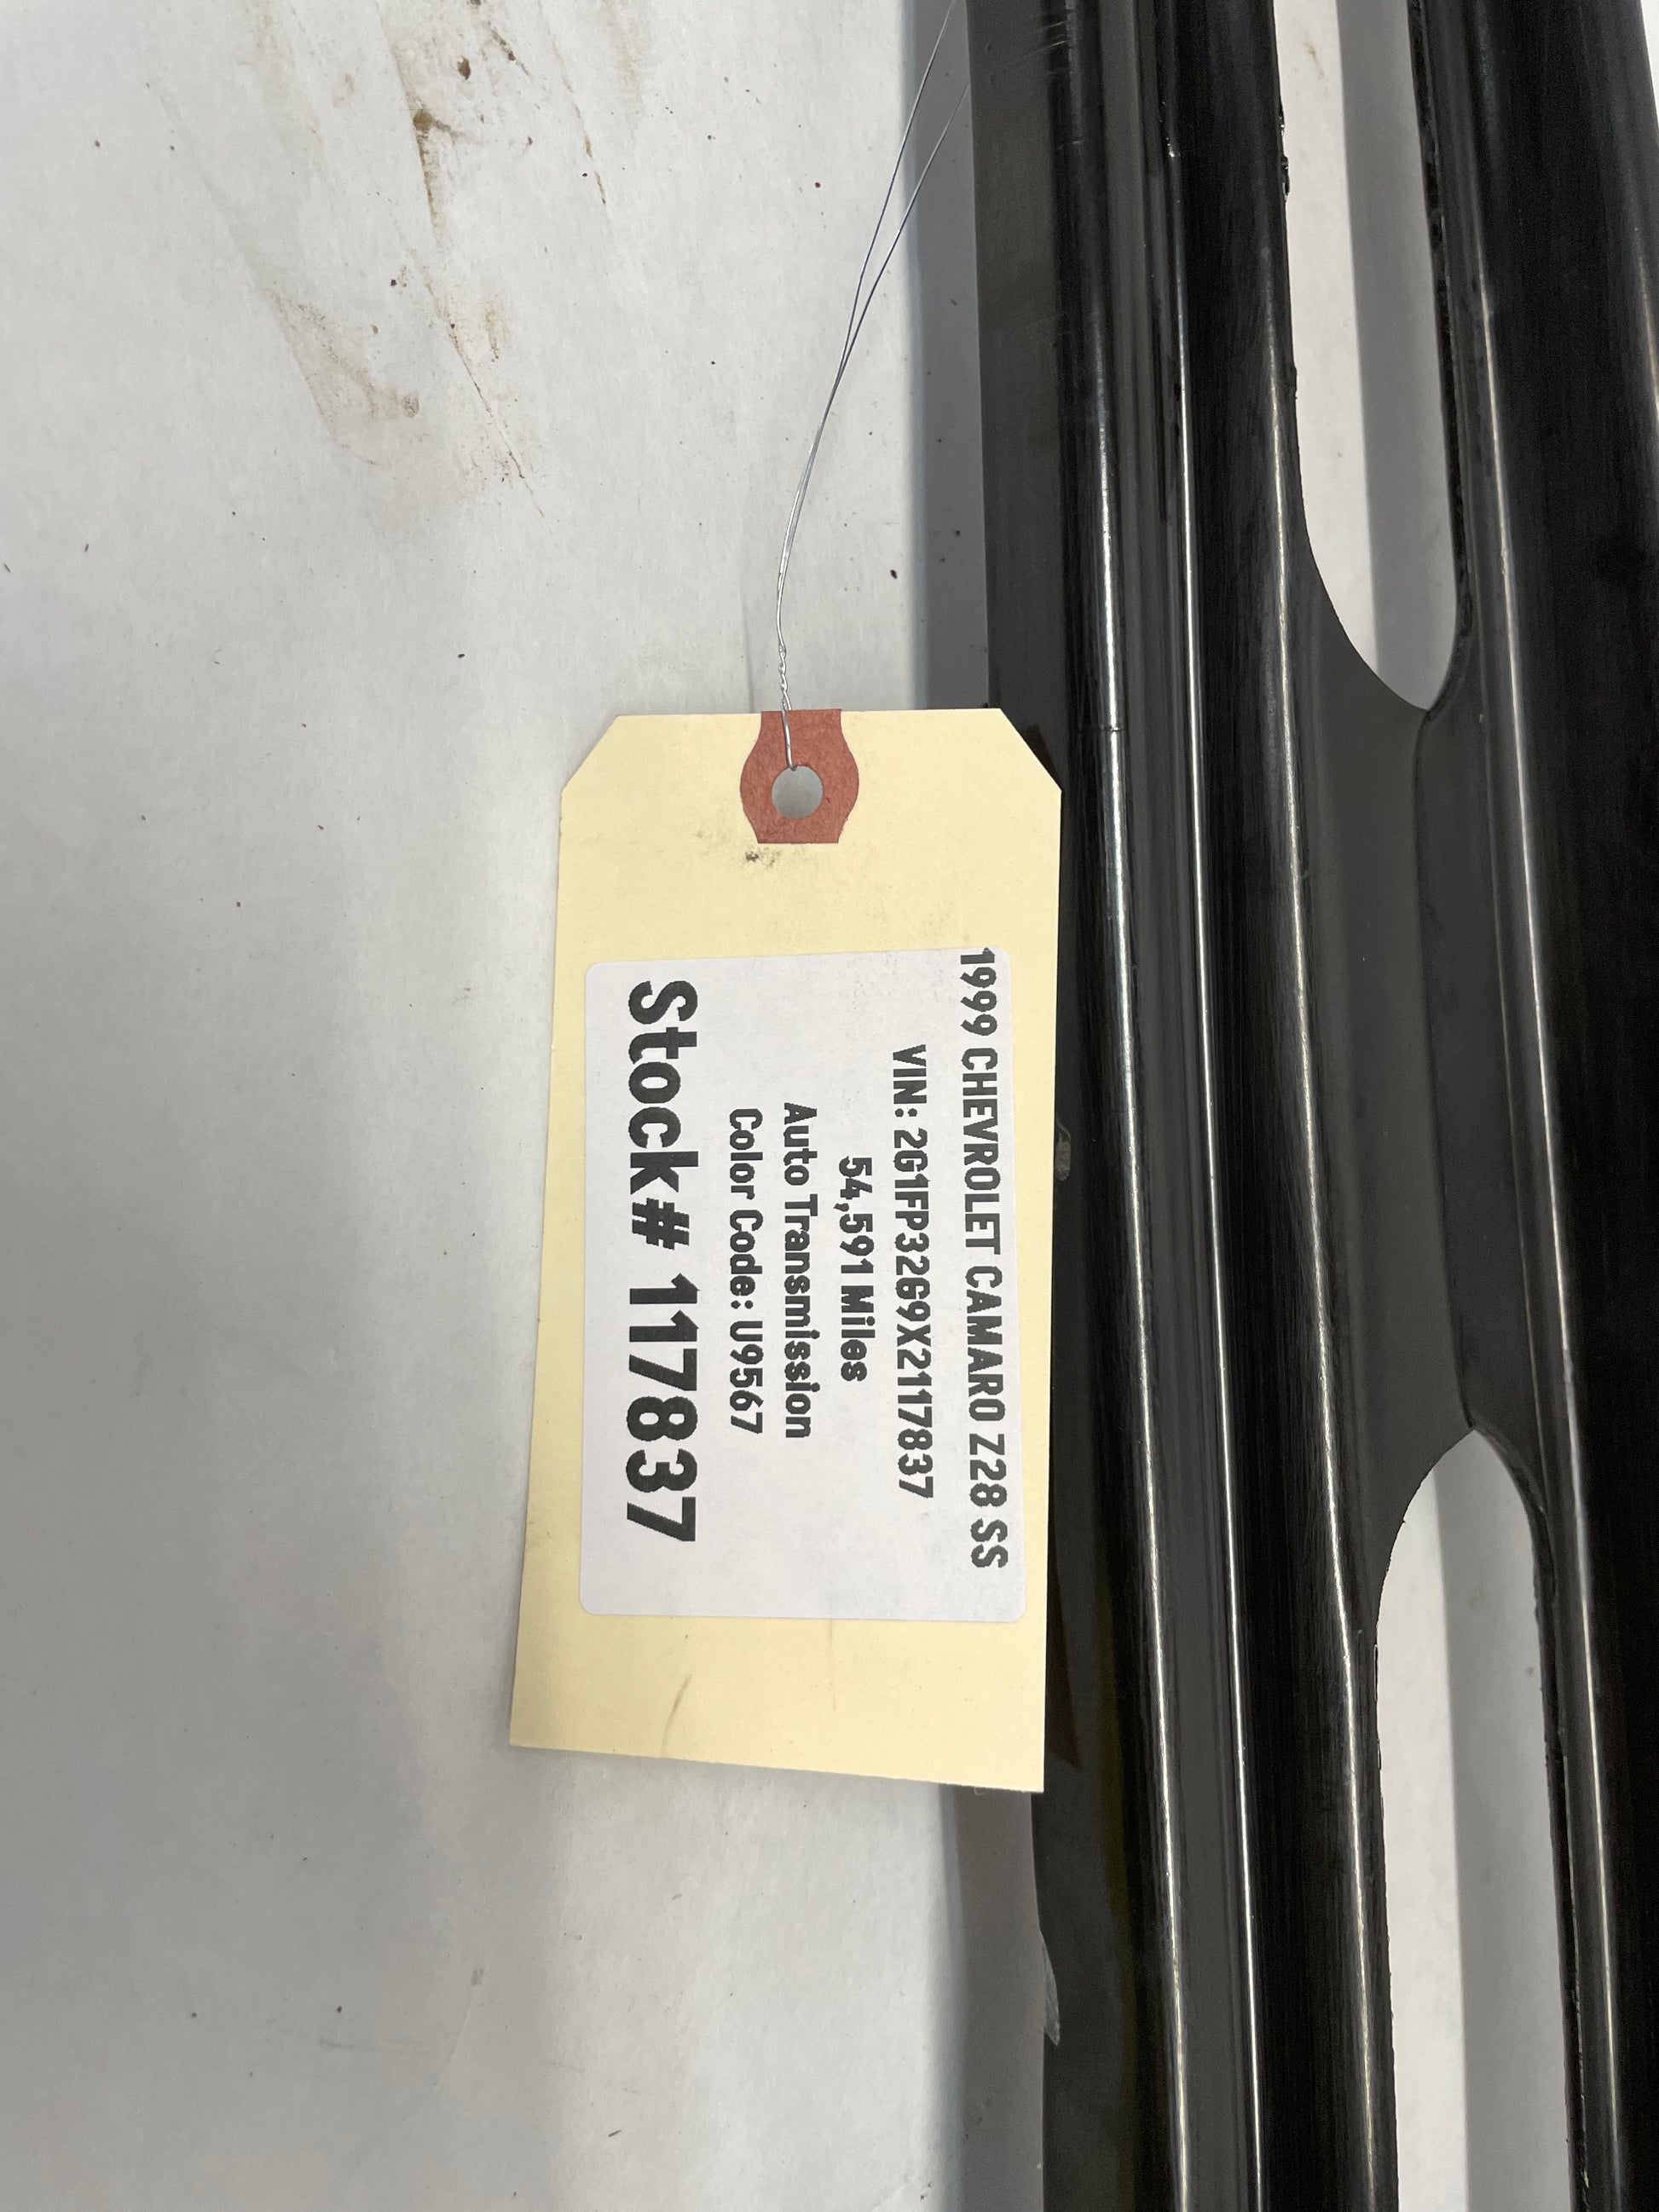 1999 CHEVROLET CAMARO Z28 SS
VIN: 2G1FP32G9X2117837
54,591 Miles
Auto Transmission
Color Code: U9567
Stock# 117837